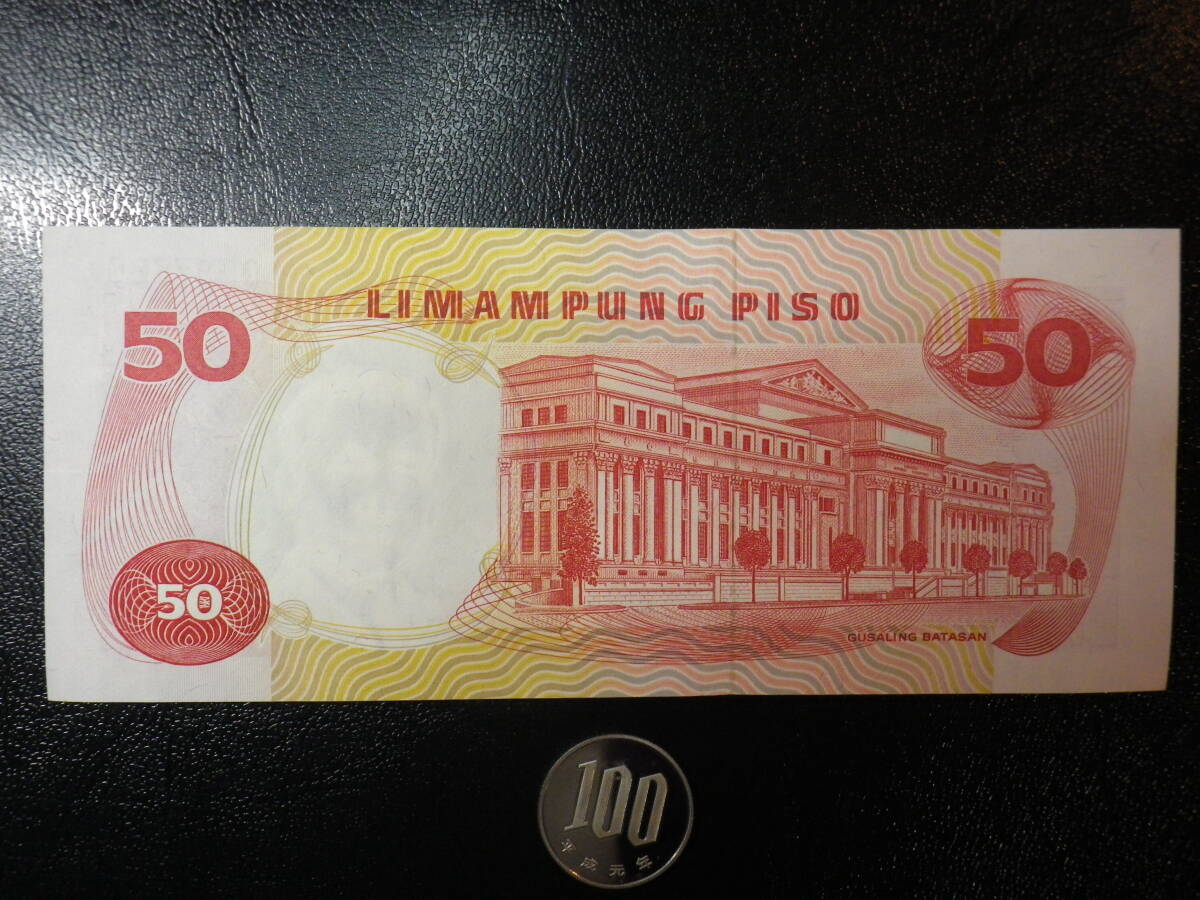 LIMAMPUNG PISO
50
50
50
GUSALING BATASAN
100
平成元年